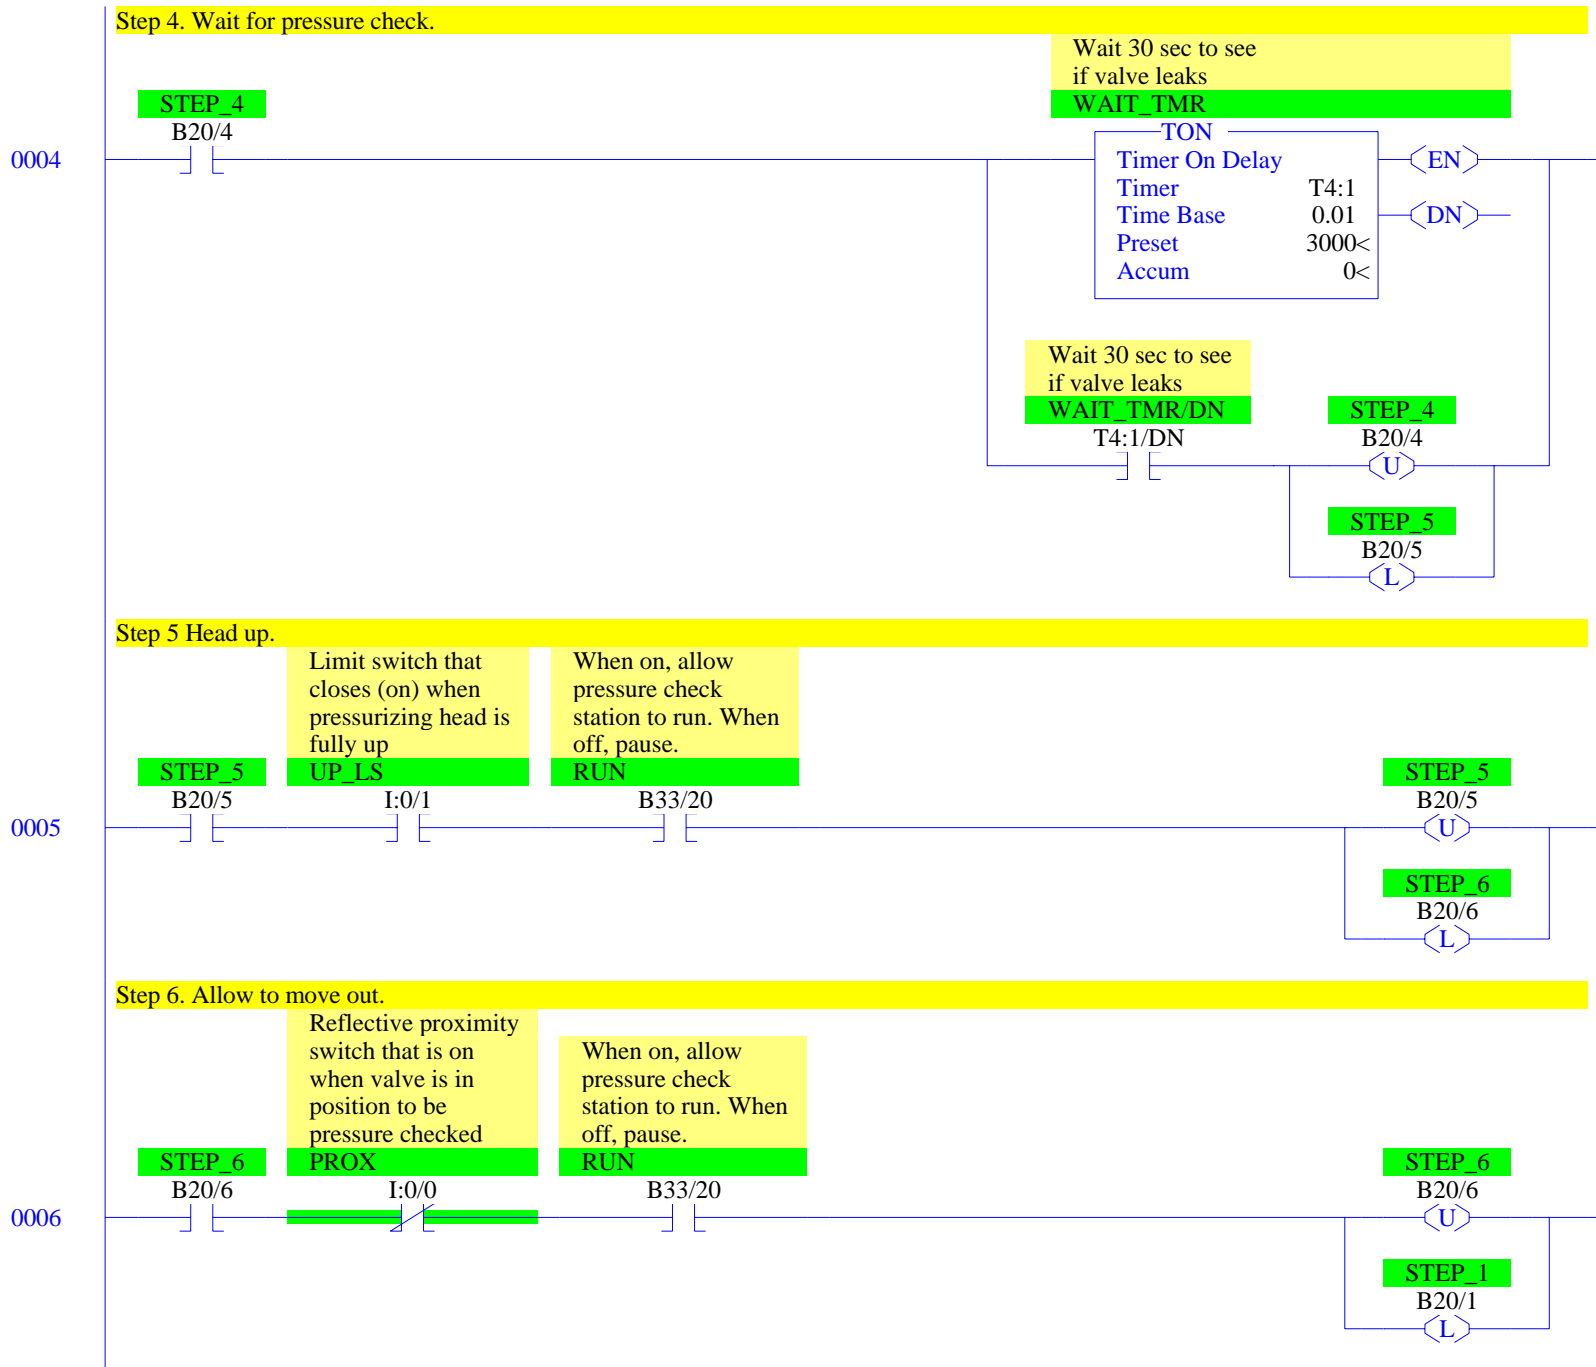 Step 4. Wait for pressure check.
Wait 30 sec to see
if valve leaks
WAIT_TMR
STEP_4
B20/4
0004
TON
Timer On Delay
Timer T4:1
Time Base 0.01
Preset 3000<
Accum 0<
EN
DN
Wait 30 sec to see
if valve leaks
WAIT_TMR/DN
T4:1/DN
STEP_4
B20/4
U
STEP_5
B20/5
L
Step 5 Head up.
Limit switch that
closes (on) when
pressurizing head is
fully up
UP_LS
I:0/1
When on, allow
pressure check
station to run. When
off, pause.
RUN
B33/20
STEP_5
B20/5
0005
STEP_5
B20/5
U
STEP_6
B20/6
L
Step 6. Allow to move out.
Reflective proximity
switch that is on
when valve is in
position to be
pressure checked
PROX
I:0/0
When on, allow
pressure check
station to run. When
off, pause.
RUN
B33/20
STEP_6
B20/6
0006
STEP_6
B20/6
U
STEP_1
B20/1
L